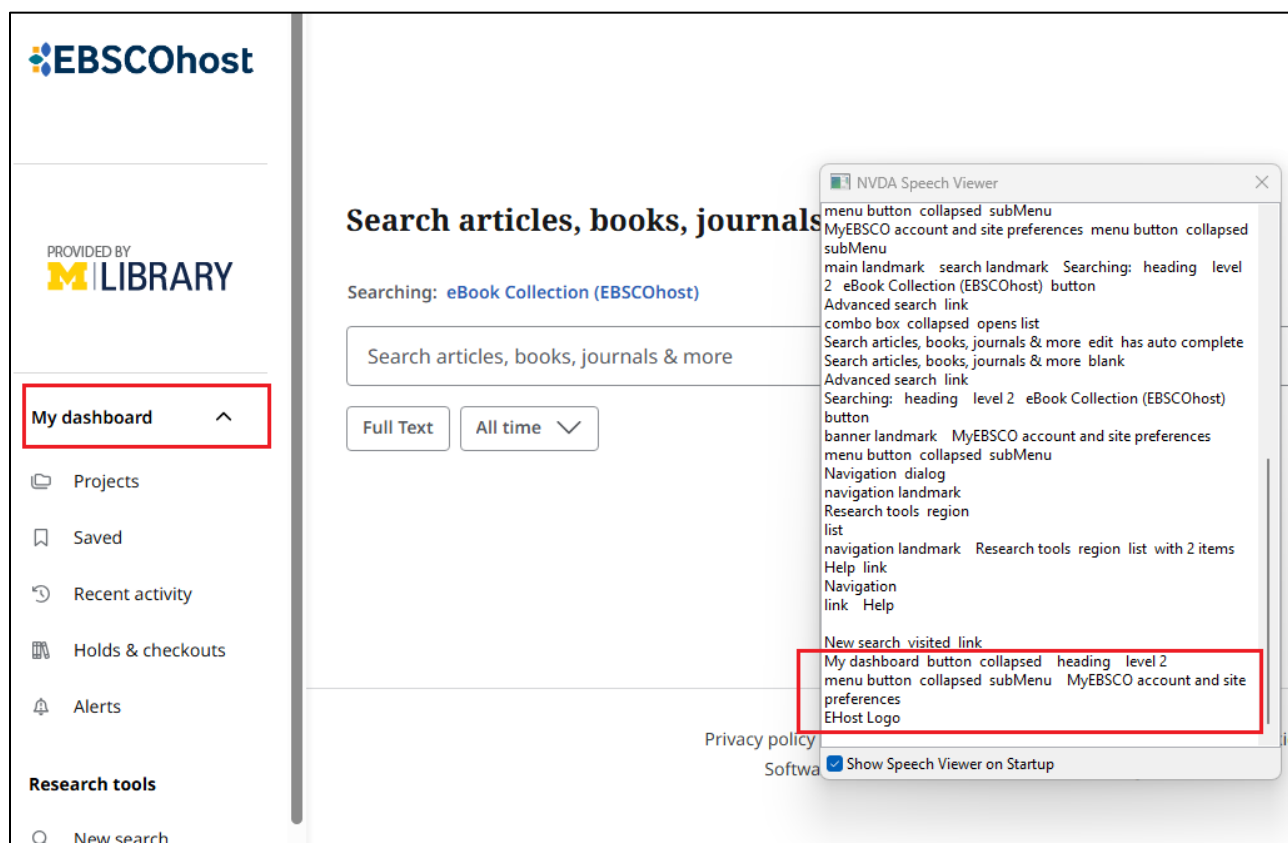 EBSCOhost
PROVIDED BY
M LIBRARY
My dashboard
Projects
Saved
Recent activity
Holds & checkouts
Alerts
Research tools
New search
Search articles, books, journals
Searching: eBook Collection (EBSCOhost)
Search articles, books, journals & more
Full Text
All time
Privacy policy
NVDA Speech Viewer
menu button collapsed subMenu
MyEBSCO account and site preferences menu button collapsed
subMenu
main landmark search landmark Searching: heading level
2 eBook Collection (EBSCOhost) button
Advanced search link
combo box collapsed opens list
Search articles, books, journals & more edit has auto complete
Search articles, books, journals & more blank
Advanced search link
Searching: heading level 2 eBook Collection (EBSCOhost)
button
banner landmark MyEBSCO account and site preferences
menu button collapsed subMenu
Navigation dialog
navigation landmark
Research tools region
list
navigation landmark Research tools region list with 2 items
Help link
Navigation
link Help
New search visited link
My dashboard button collapsed heading level 2
menu button collapsed subMenu MyEBSCO account and site
preferences
EHost Logo
Show Speech Viewer on Startup